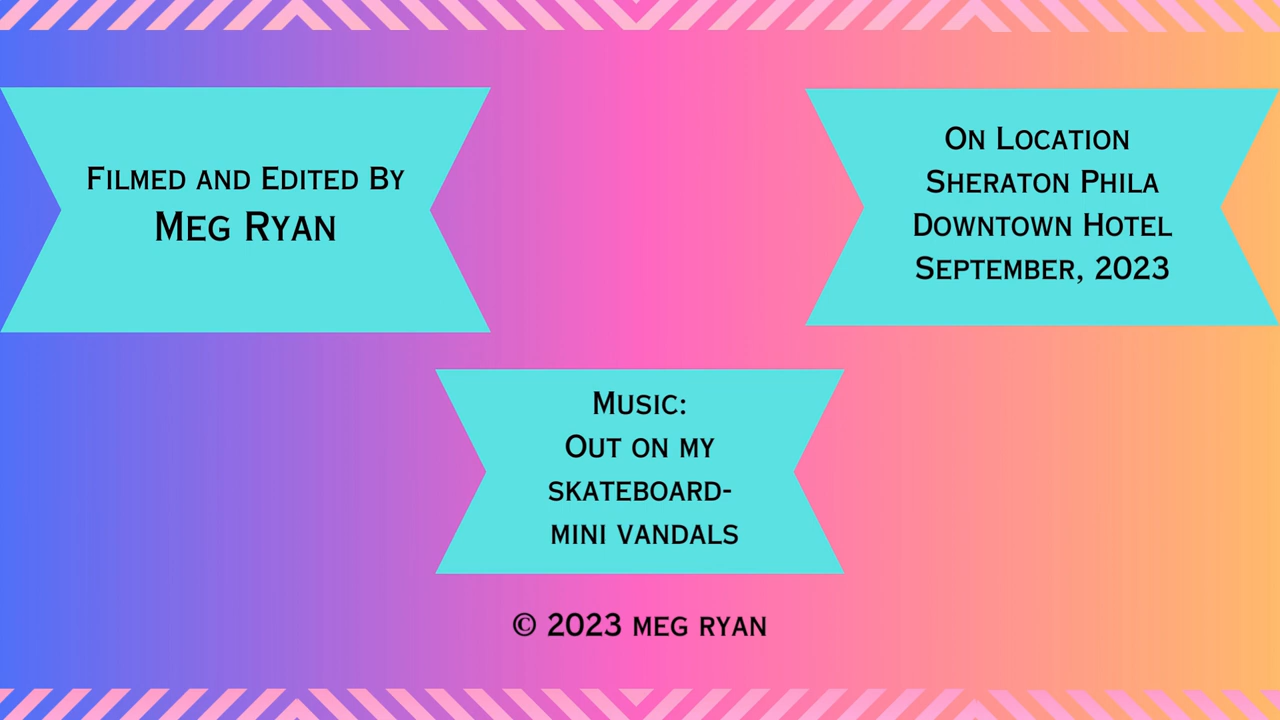 Filmed and Edited By
Meg Ryan
On Location
Sheraton Phila
Downtown Hotel
September, 2023
Music:
Out on my
skateboard-
mini vandals
© 2023 meg ryan